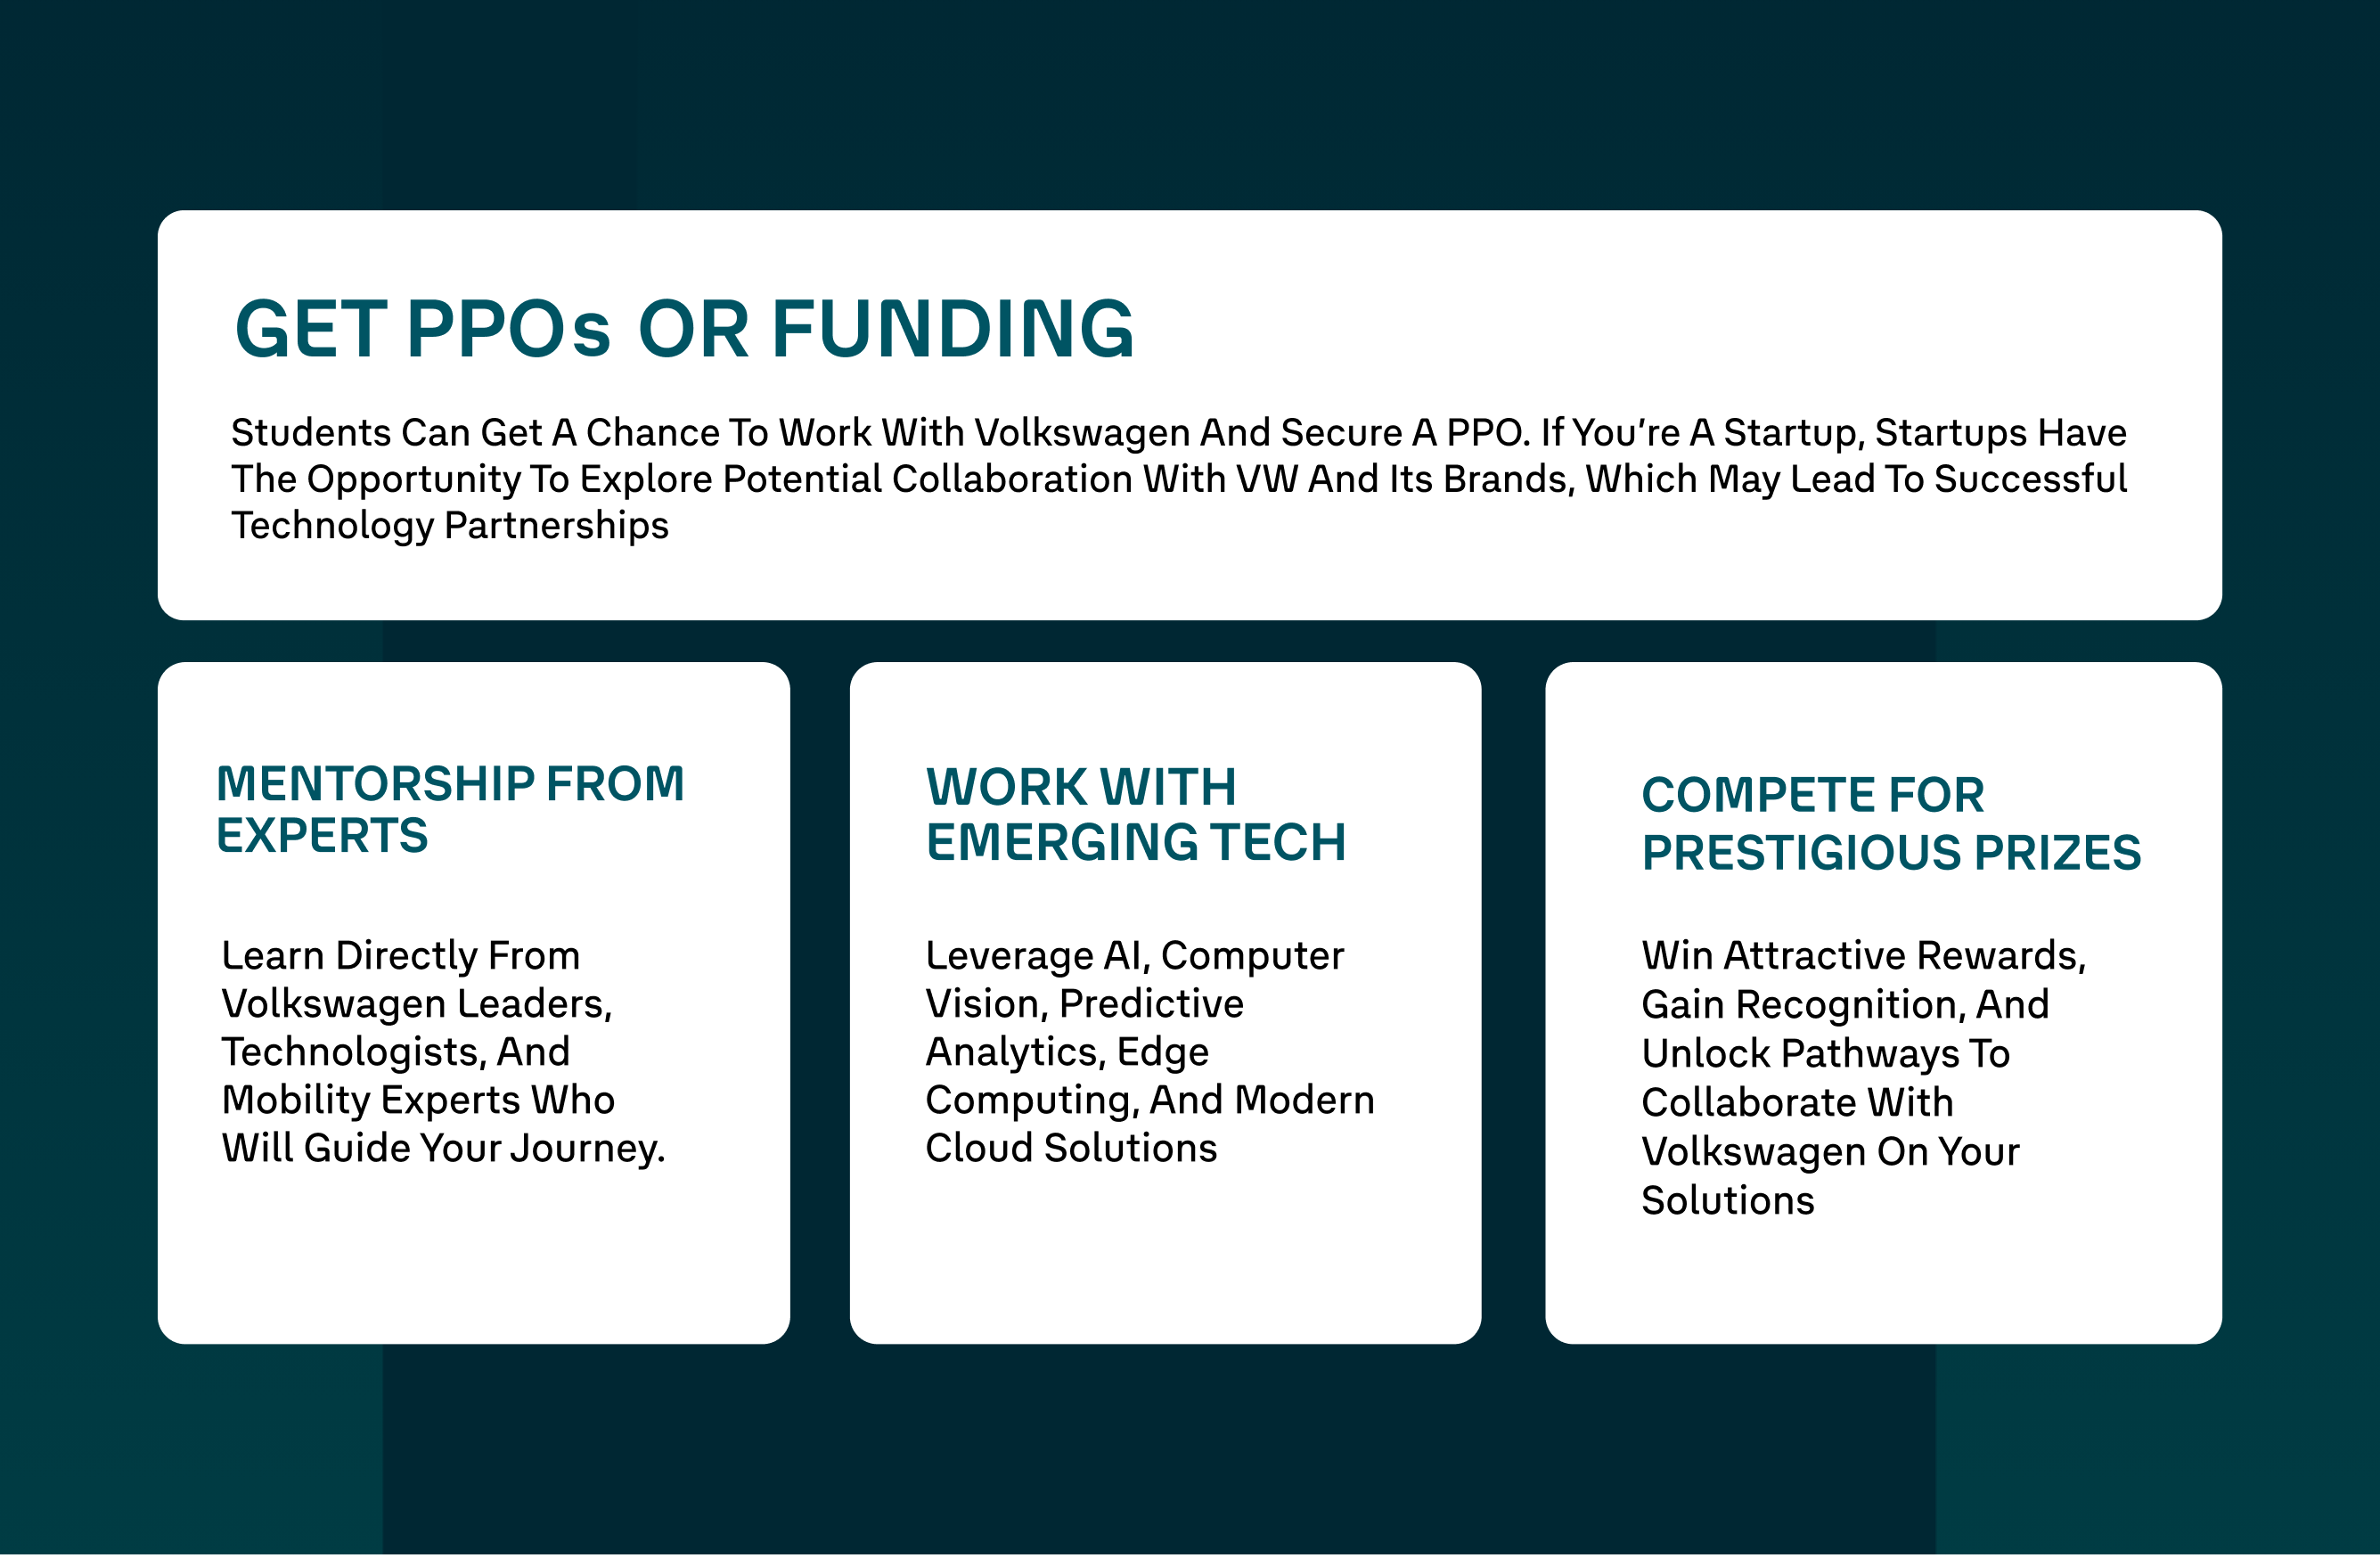 GET PPOs OR FUNDING
Students Can Get A Chance To Work With Volkswagen And Secure A PPO. If You're A Startup, Startups Have
The Opportunity To Explore Potential Collaboration With VW And Its Brands, Which May Lead To Successful
Technology Partnerships
MENTORSHIP FROM
EXPERTS
Learn Directly From
Volkswagen Leaders,
Technologists, And
Mobility Experts Who
Will Guide Your Journey.
WORK WITH
EMERGING TECH
Leverage AI, Computer
Vision, Predictive
Analytics, Edge
Computing, And Modern
Cloud Solutions
COMPETE FOR
PRESTIGIOUS PRIZES
Win Attractive Rewards,
Gain Recognition, And
Unlock Pathways To
Collaborate With
Volkswagen On Your
Solutions